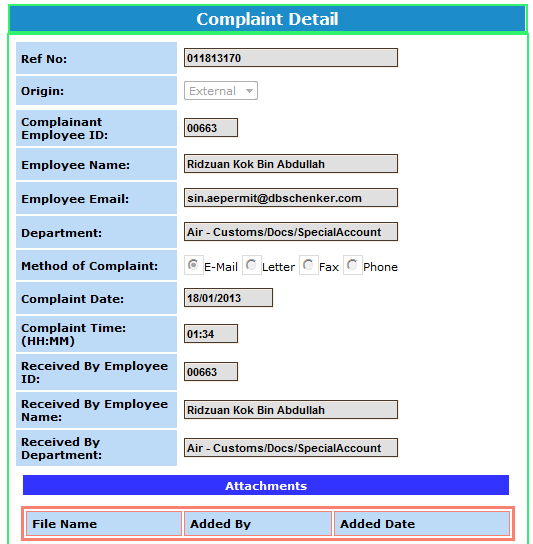 Complaint Detail
Ref No: 011813170
Origin: External
Complainant
Employee ID: 00663
Employee Name: Ridzuan Kok Bin Abdullah
Employee Email: sin.aepermit@dbschenker.com
Department: Air - Customs/Docs/SpecialAccount
Method of Complaint: E-Mail Letter Fax Phone
Complaint Date: 18/01/2013
Complaint Time:
(HH:MM) 01:34
Received By Employee
ID: 00663
Received By Employee
Name: Ridzuan Kok Bin Abdullah
Received By
Department: Air - Customs/Docs/SpecialAccount
Attachments
File Name Added By Added Date